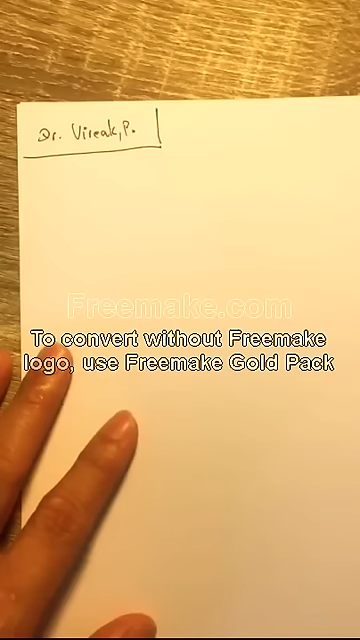 Dr. Vireak, P.
Freemake.com
To convert without Freemake
logo, use Freemake Gold Pack